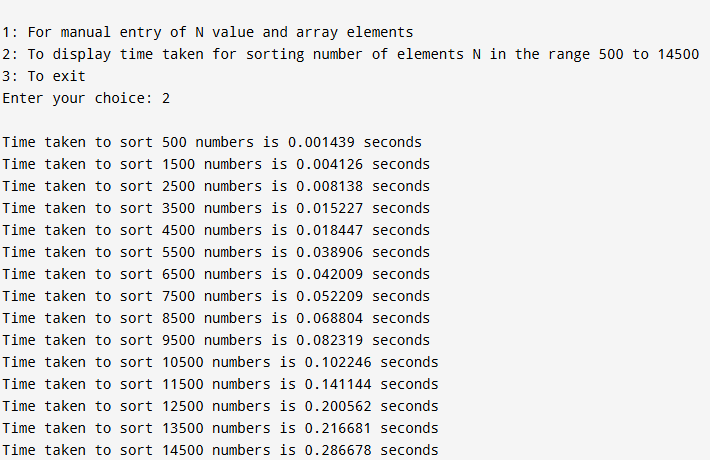 1: For manual entry of N value and array elements
2: To display time taken for sorting number of elements N in the range 500 to 14500
3: To exit
Enter your choice: 2
Time taken to sort 500 numbers is 0.001439 seconds
Time taken to sort 1500 numbers is 0.004126 seconds
Time taken to sort 2500 numbers is 0.008138 seconds
Time taken to sort 3500 numbers is 0.015227 seconds
Time taken to sort 4500 numbers is 0.018447 seconds
Time taken to sort 5500 numbers is 0.038906 seconds
Time taken to sort 6500 numbers is 0.042009 seconds
Time taken to sort 7500 numbers is 0.052209 seconds
Time taken to sort 8500 numbers is 0.068804 seconds
Time taken to sort 9500 numbers is 0.082319 seconds
Time taken to sort 10500 numbers is 0.102246 seconds
Time taken to sort 11500 numbers is 0.141144 seconds
Time taken to sort 12500 numbers is 0.200562 seconds
Time taken to sort 13500 numbers is 0.216681 seconds
Time taken to sort 14500 numbers is 0.286678 seconds